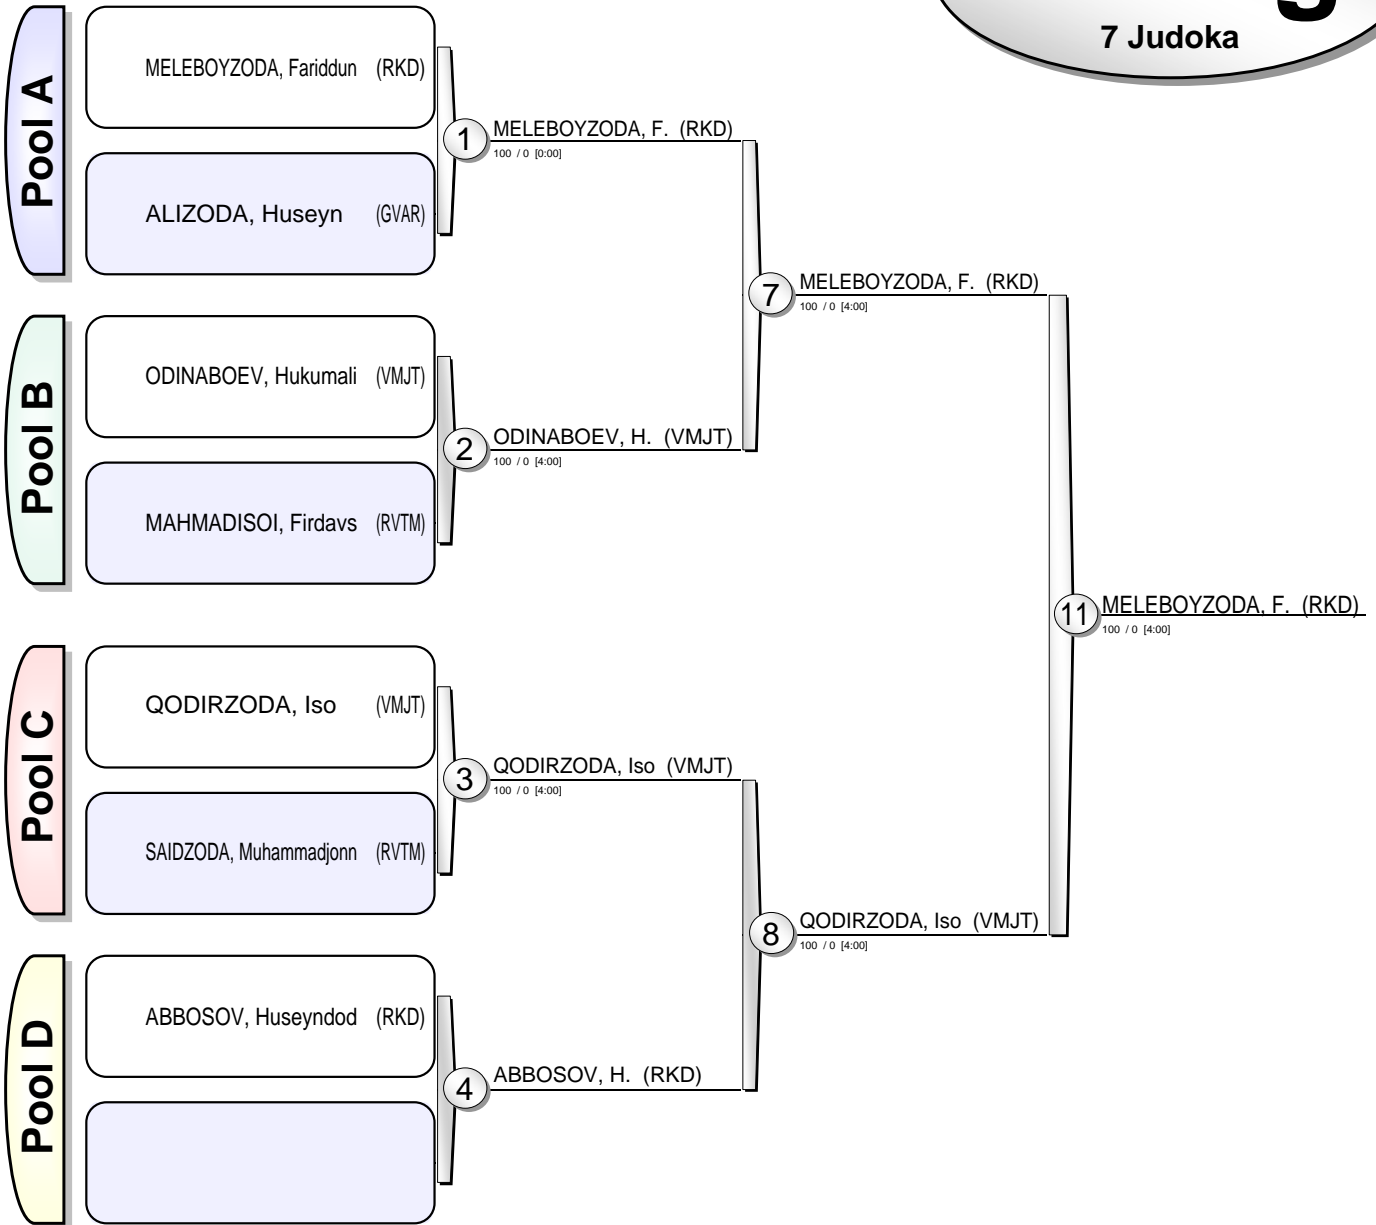 7 Judoka
Pool A
MELEBOYZODA, Fariddun (RKD)
ALIZODA, Huseyn (GVAR)
1 MELEBOYZODA, F. (RKD)
100 / 0 [0:00]
7 MELEBOYZODA, F. (RKD)
100 / 0 [4:00]
Pool B
ODINABOEV, Hukumali (VMJT)
MAHMADISOI, Firdavs (RVTM)
2 ODINABOEV, H. (VMJT)
100 / 0 [4:00]
11 MELEBOYZODA, F. (RKD)
100 / 0 [4:00]
Pool C
QODIRZODA, Iso (VMJT)
SAIDZODA, Muhammadjonn (RVTM)
3 QODIRZODA, Iso (VMJT)
100 / 0 [4:00]
8 QODIRZODA, Iso (VMJT)
100 / 0 [4:00]
Pool D
ABBOSOV, Huseyndod (RKD)
4 ABBOSOV, H. (RKD)